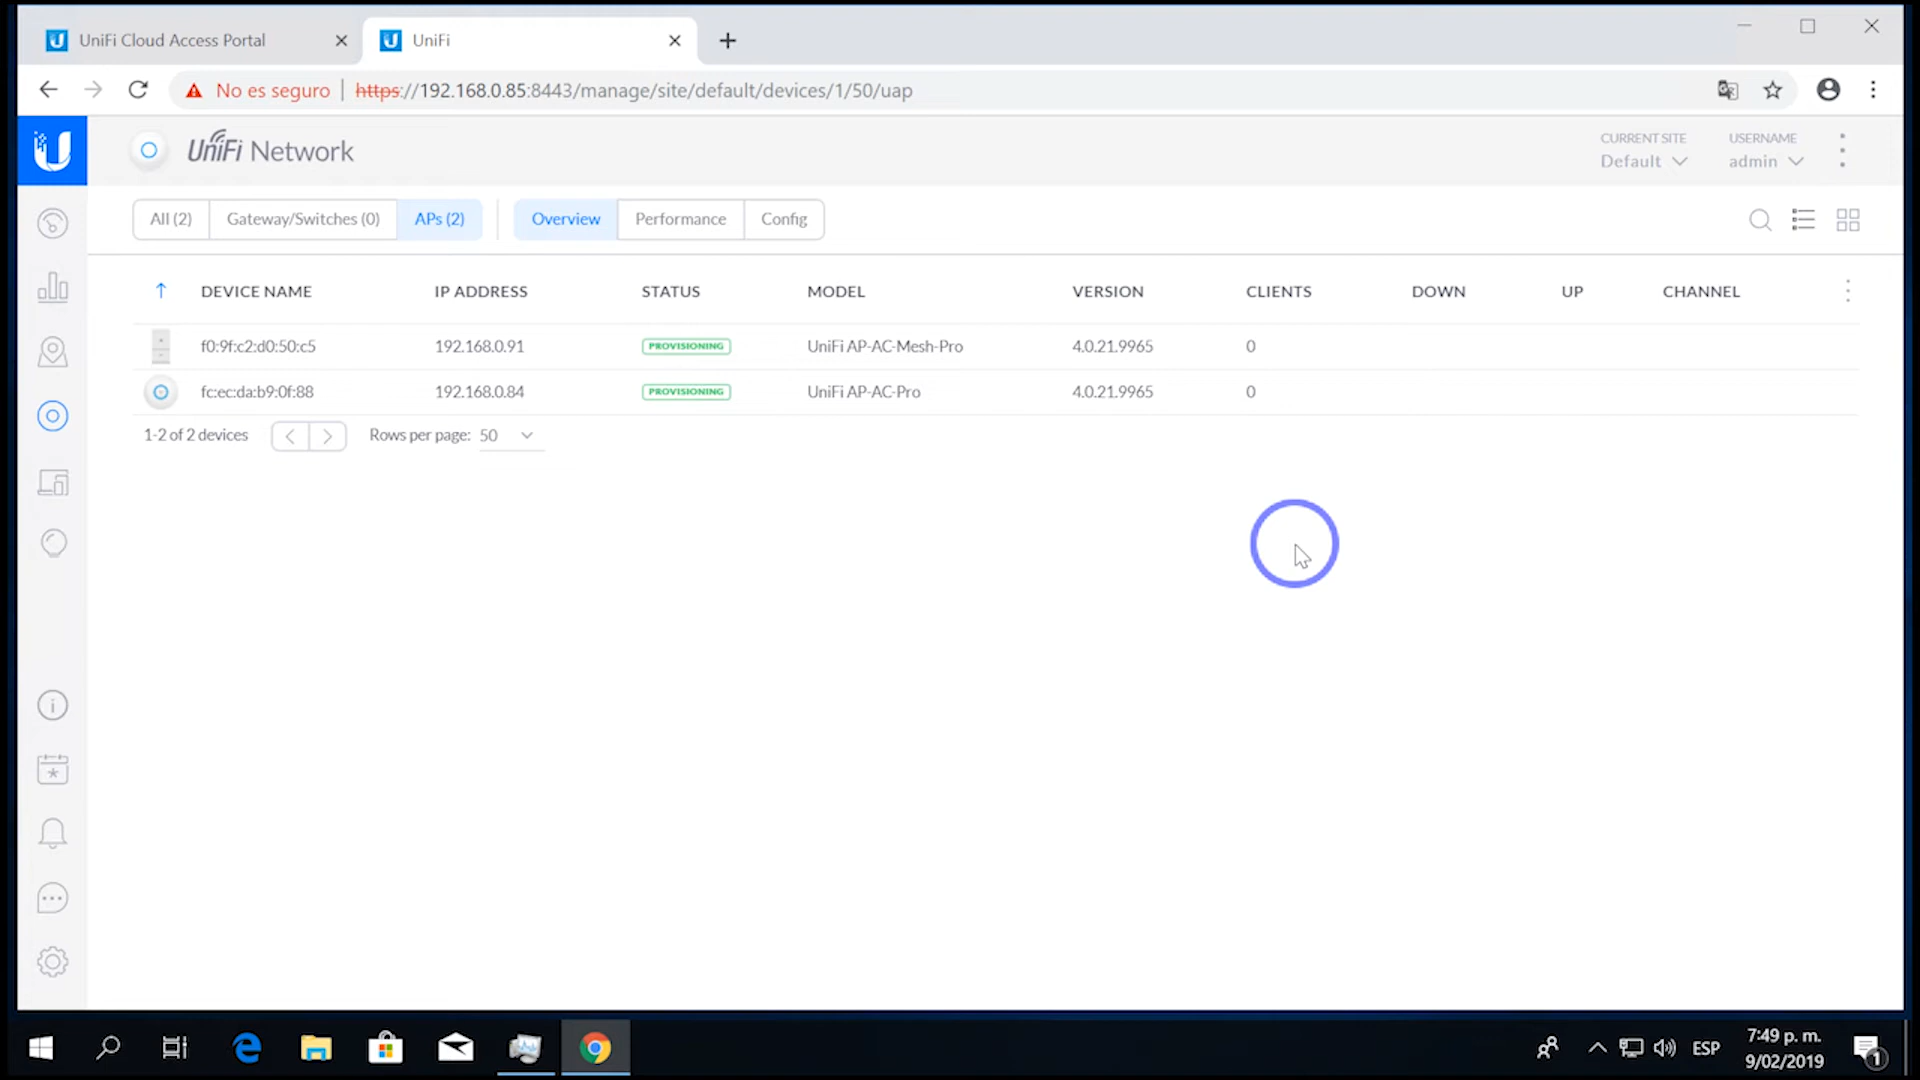 UniFi Cloud Access Portal
UniFi
No es seguro | https://192.168.0.85:8443/manage/site/default/devices/1/50/uap
UniFi Network
CURRENT SITE
Default
USERNAME
admin
All (2) Gateway/Switches (0) APs (2) Overview Performance Config
DEVICE NAME IP ADDRESS STATUS MODEL VERSION CLIENTS DOWN UP CHANNEL
f0:9f:c2:d0:50:c5 192.168.0.91 PROVISIONING UniFi AP-AC-Mesh-Pro 4.0.21.9965 0
fc:ec:da:b9:0f:88 192.168.0.84 PROVISIONING UniFi AP-AC-Pro 4.0.21.9965 0
1-2 of 2 devices Rows per page: 50
ESP
7:49 p. m.
9/02/2019
1